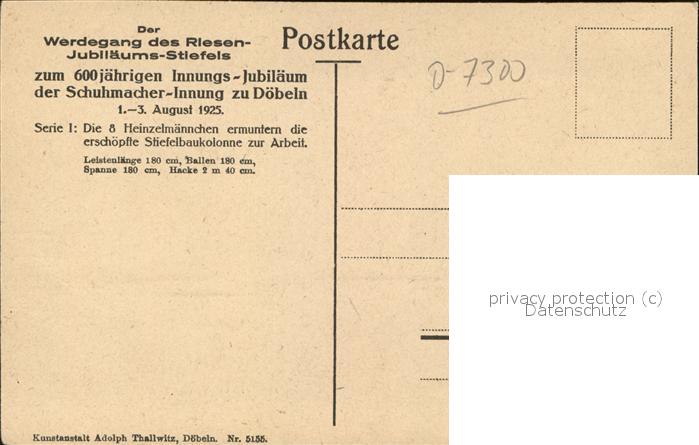 Der
Werdegang des Riesen-
Jubiläums-Stiefels
zum 600jährigen Innungs-Jubiläum
der Schuhmacher-Innung zu Döbeln
1.—3. August 1925.
Serie I: Die 8 Heinzelmännchen ermuntern die
erschöpfte Stiefelbaukolonne zur Arbeit.
Leistenlänge 180 cm, Ballen 180 cm,
Spanne 180 cm, Hacke 2 m 40 cm.
Kunstanstalt Adolph Thallwitz, Döbeln. Nr. 5155.
Postkarte
D-7300
privacy protection (c)
Datenschutz